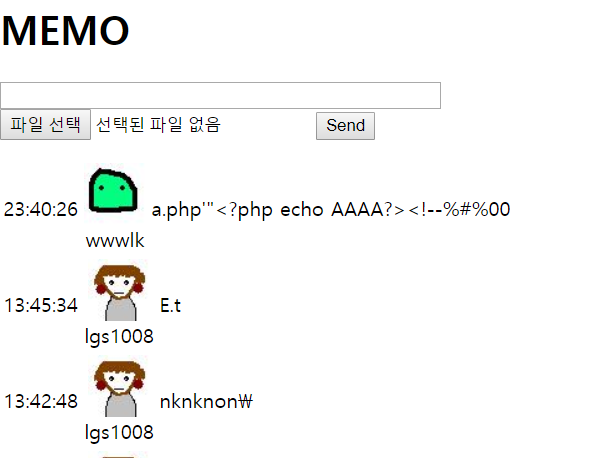 MEMO
파일 선택 선택된 파일 없음 Send
23:40:26 a.php'"<?php echo AAAA?><!--%#%00
wwwlk
13:45:34 E.t
lgs1008
13:42:48 nknknon₩
lgs1008